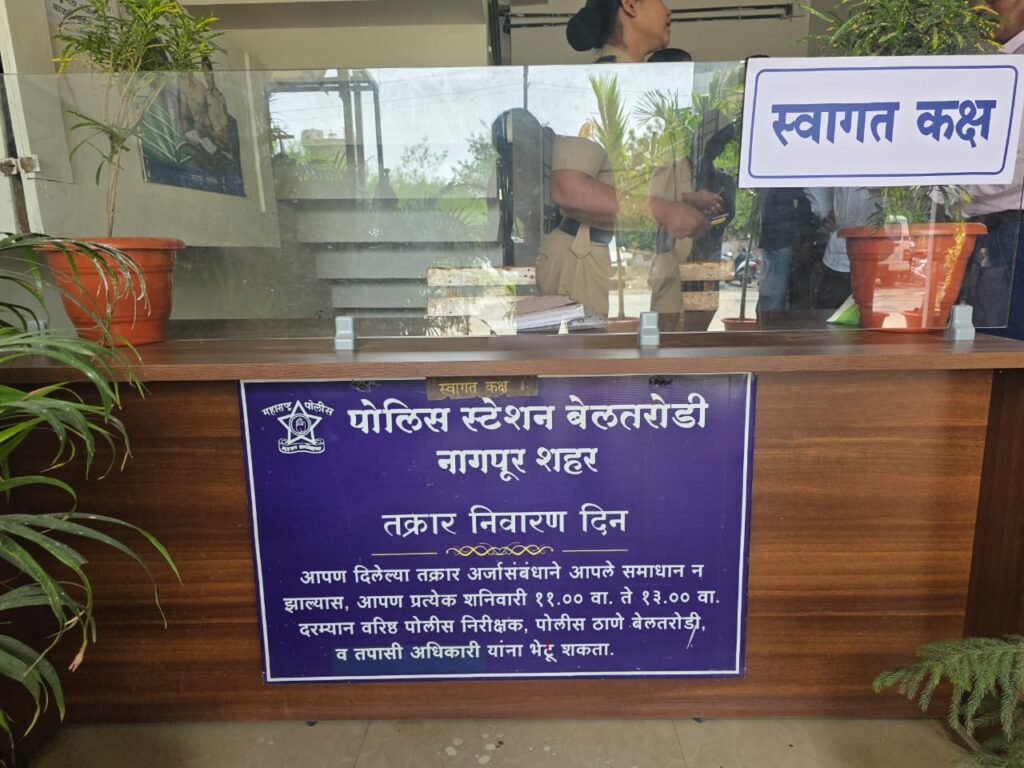 स्वागत कक्ष
स्वागत कक्ष
महाराष्ट्र पोलीस
पोलिस स्टेशन बेलतरोडी
नागपूर शहर
तक्रार निवारण दिन
आपण दिलेल्या तक्रार अर्जासंबंधाने आपले समाधान न
झाल्यास, आपण प्रत्येक शनिवारी ११.०० वा. ते १३.०० वा.
दरम्यान वरिष्ठ पोलीस निरीक्षक, पोलीस ठाणे बेलतरोडी,
व तपासी अधिकारी यांना भेटू शकता.